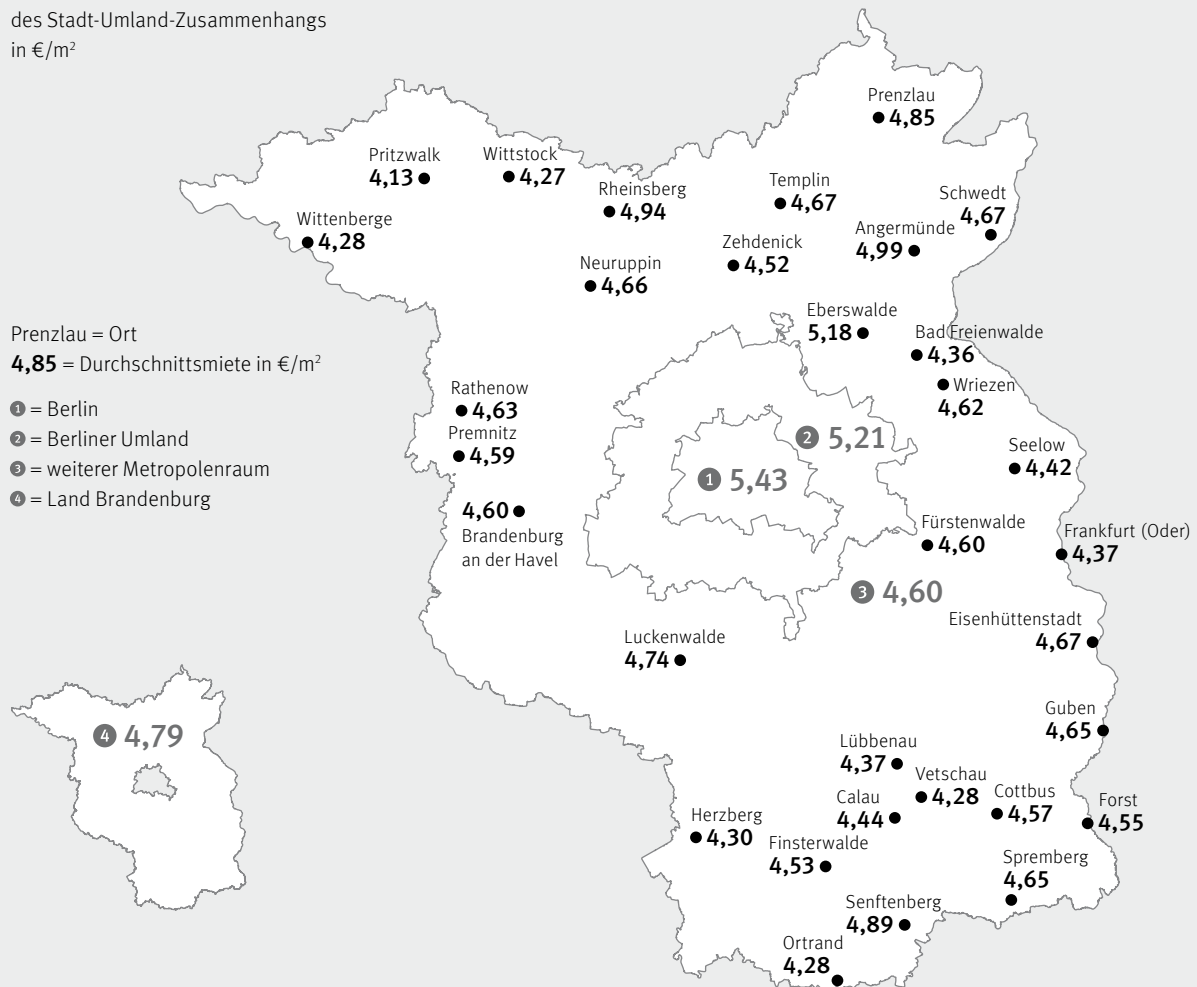 des Stadt-Umland-Zusammenhangs
in €/m²
Prenzlau
4,85
Pritzwalk
4,13
Wittstock
4,27
Rheinsberg
4,94
Templin
4,67
Schwedt
4,67
Wittenberge
4,28
Angermünde
4,99
Zehdenick
4,52
Neuruppin
4,66
Eberswalde
5,18
Bad Freienwalde
4,36
Prenzlau = Ort
4,85 = Durchschnittsmiete in €/m²
1 = Berlin
2 = Berliner Umland
3 = weiterer Metropolenraum
4 = Land Brandenburg
Rathenow
4,63
Premnitz
4,59
Wriezen
4,62
2 5,21
1 5,43
Seelow
4,42
4,60
Brandenburg
an der Havel
Fürstenwalde
4,60
Frankfurt (Oder)
4,37
3 4,60
Eisenhüttenstadt
4,67
Luckenwalde
4,74
4 4,79
Guben
4,65
Lübbenau
4,37
Vetschau
4,28
Cottbus
4,57
Forst
4,55
Calau
4,44
Herzberg
4,30
Finsterwalde
4,53
Spremberg
4,65
Senftenberg
4,89
Ortrand
4,28